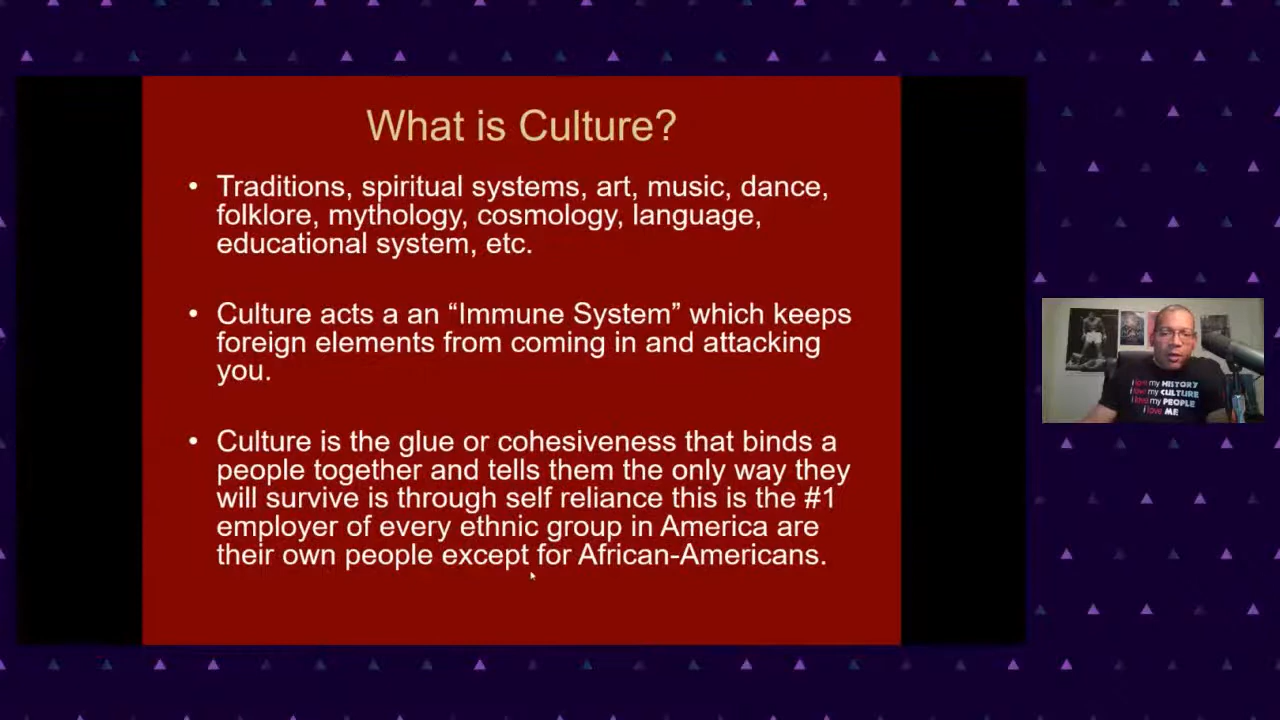 What is Culture?
• Traditions, spiritual systems, art, music, dance,
folklore, mythology, cosmology, language,
educational system, etc.
• Culture acts a an “Immune System” which keeps
foreign elements from coming in and attacking
you.
• Culture is the glue or cohesiveness that binds a
people together and tells them the only way they
will survive is through self reliance this is the #1
employer of every ethnic group in America are
their own people except for African-Americans.
i love my HISTORY
i love my CULTURE
i love my PEOPLE
i love ME